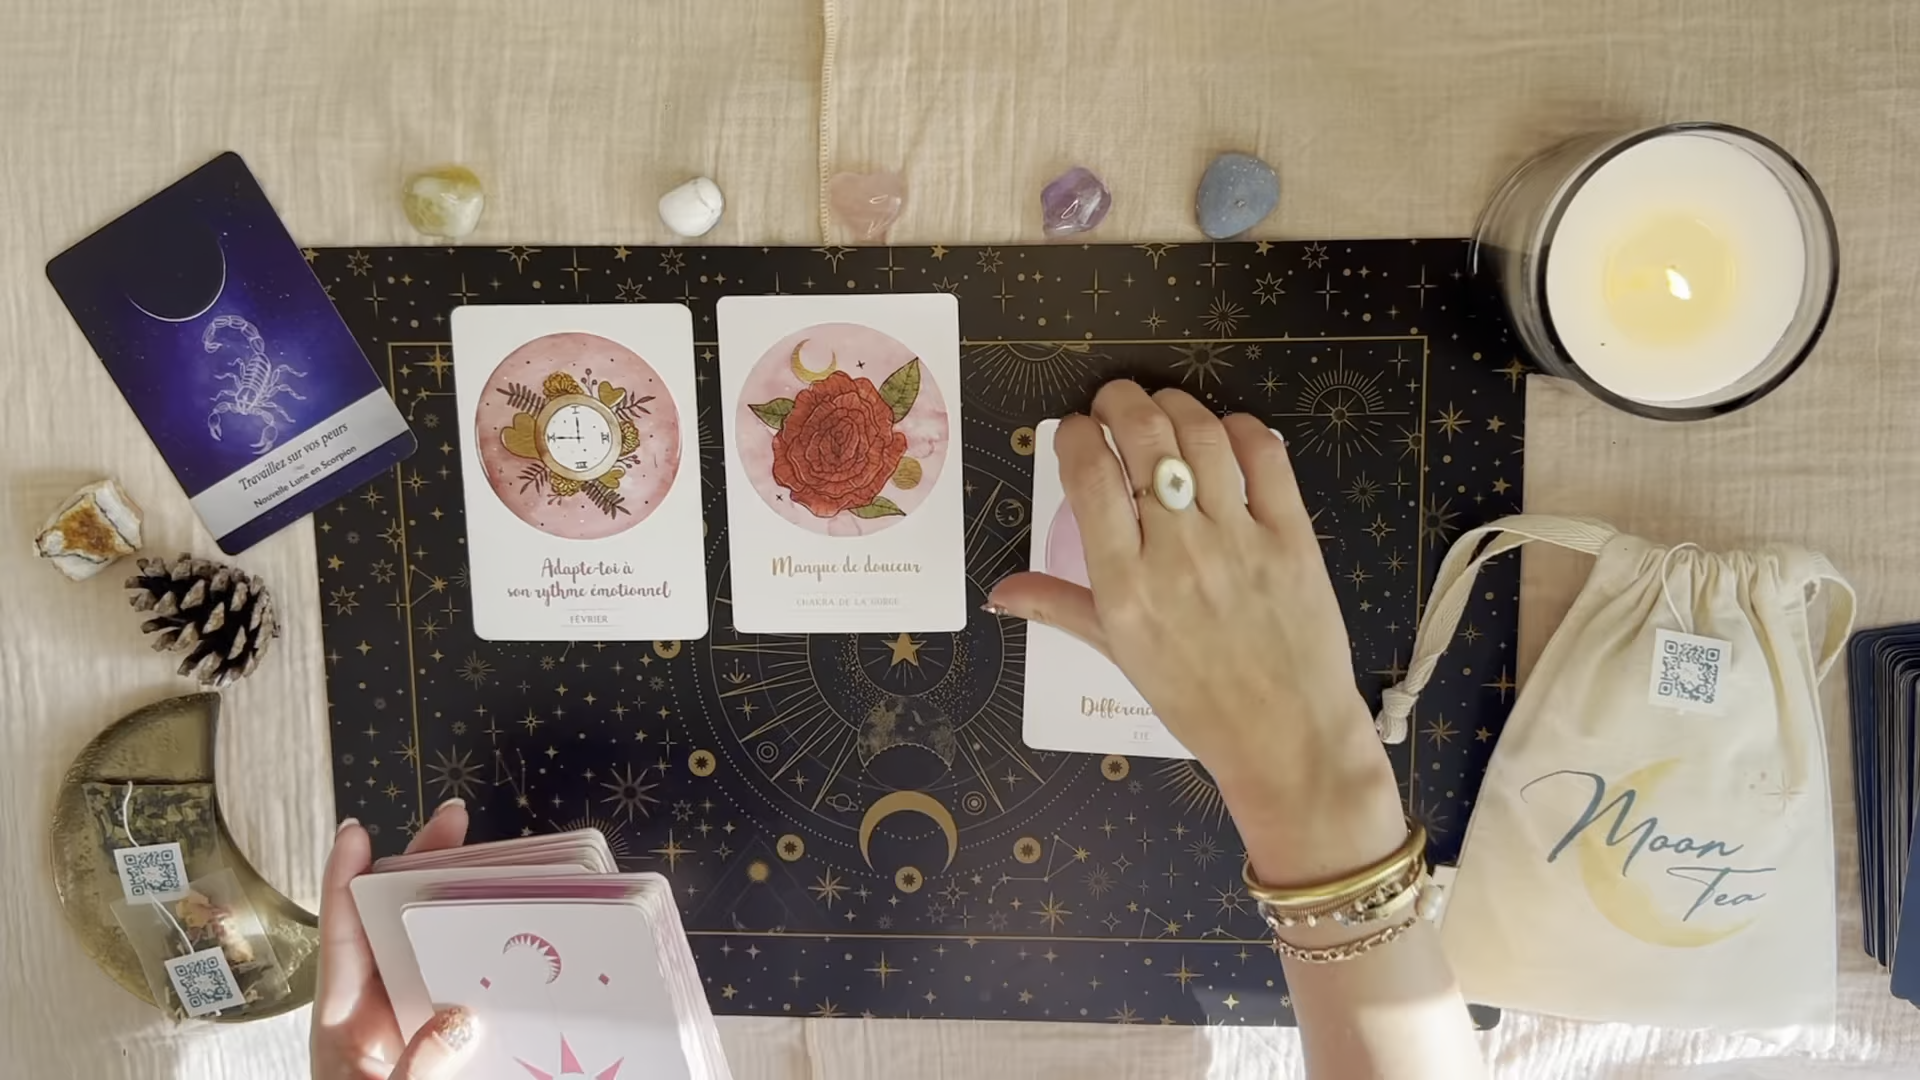 Travaillez sur vos peurs
Nouvelle Lune en Scorpion
Adapte-toi à
son rythme émotionnel
FÉVRIER
Manque de douceur
CHAKRA DE LA GORGE
ÉTÉ
Moon
Tea